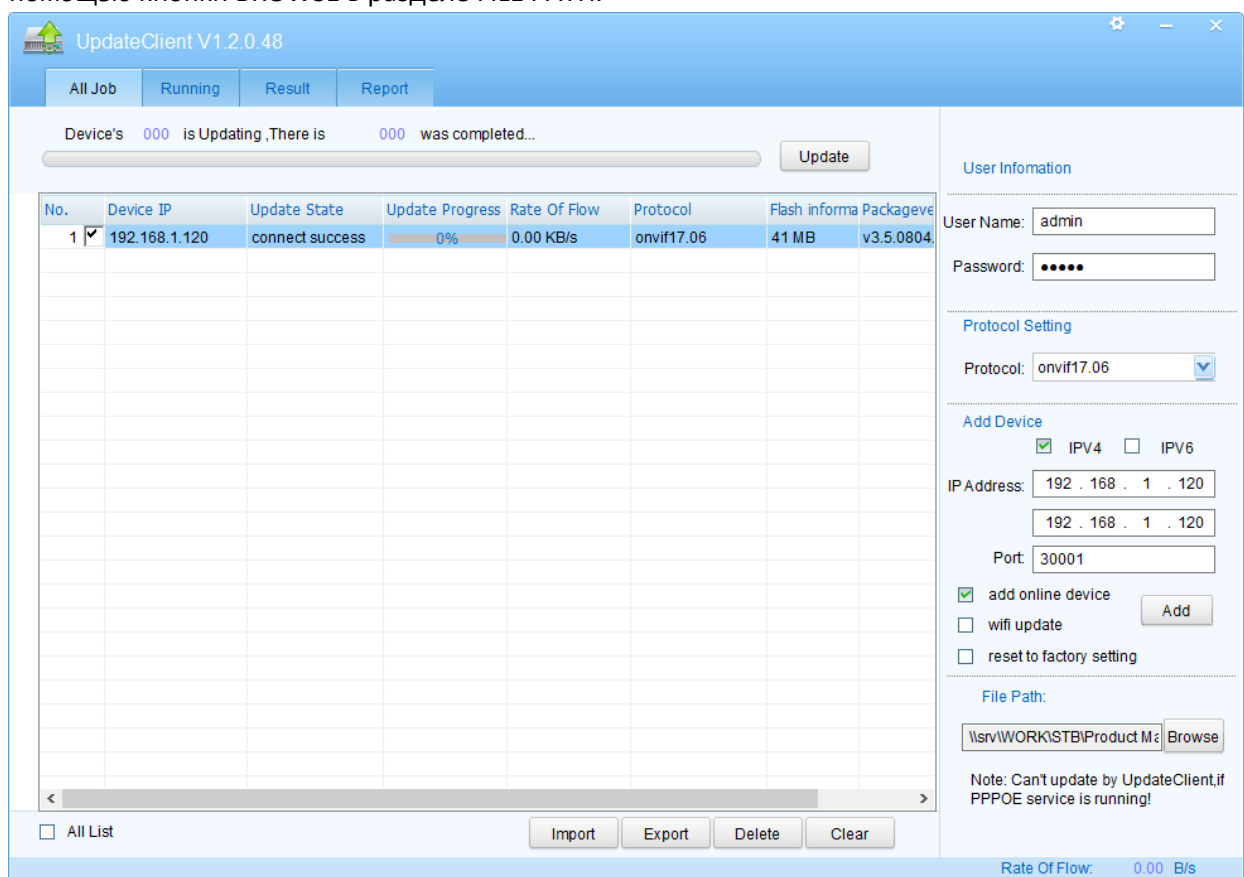 UpdateClient V1.2.0.48
All Job Running Result Report
Device's 000 is Updating ,There is 000 was completed...
Update
No. Device IP Update State Update Progress Rate Of Flow Protocol Flash informa Packageve
1 192.168.1.120 connect success 0% 0.00 KB/s onvif17.06 41 MB v3.5.0804.
All List
Import Export Delete Clear
User Infomation
User Name: admin
Password: •••••
Protocol Setting
Protocol: onvif17.06
Add Device
IPV4 IPV6
IP Address: 192 . 168 . 1 . 120
192 . 168 . 1 . 120
Port: 30001
add online device
Add
wifi update
reset to factory setting
File Path:
\\srv\WORK\STB\Product Ma Browse
Note: Can't update by UpdateClient,if
PPPOE service is running!
Rate Of Flow: 0.00 B/s